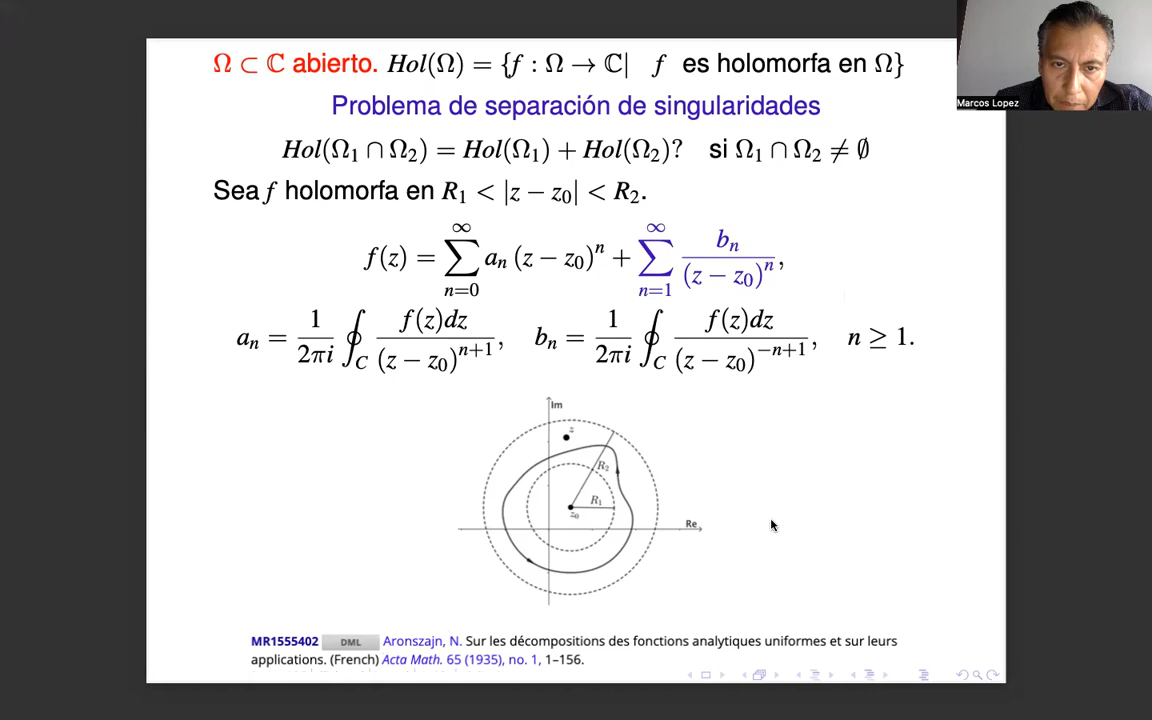 Ω ⊂ ℂ abierto. Hol(Ω) = {f : Ω → ℂ| f es holomorfa en Ω}
Problema de separación de singularidades
Hol(Ω₁ ∩ Ω₂) = Hol(Ω₁) + Hol(Ω₂)? si Ω₁ ∩ Ω₂ ≠ ∅
Sea f holomorfa en R₁ < |z − z₀| < R₂.
f(z) = ∑_{n=0}^{∞} aₙ (z − z₀)ⁿ + ∑_{n=1}^{∞} bₙ / (z − z₀)ⁿ,
aₙ = 1/(2πi) ∮_C f(z)dz / (z − z₀)^{n+1}, bₙ = 1/(2πi) ∮_C f(z)dz / (z − z₀)^{−n+1}, n ≥ 1.
Im
z
R₂
R₁
z₀
Re
MR1555402 DML Aronszajn, N. Sur les décompositions des fonctions analytiques uniformes et sur leurs
applications. (French) Acta Math. 65 (1935), no. 1, 1–156.
Marcos Lopez